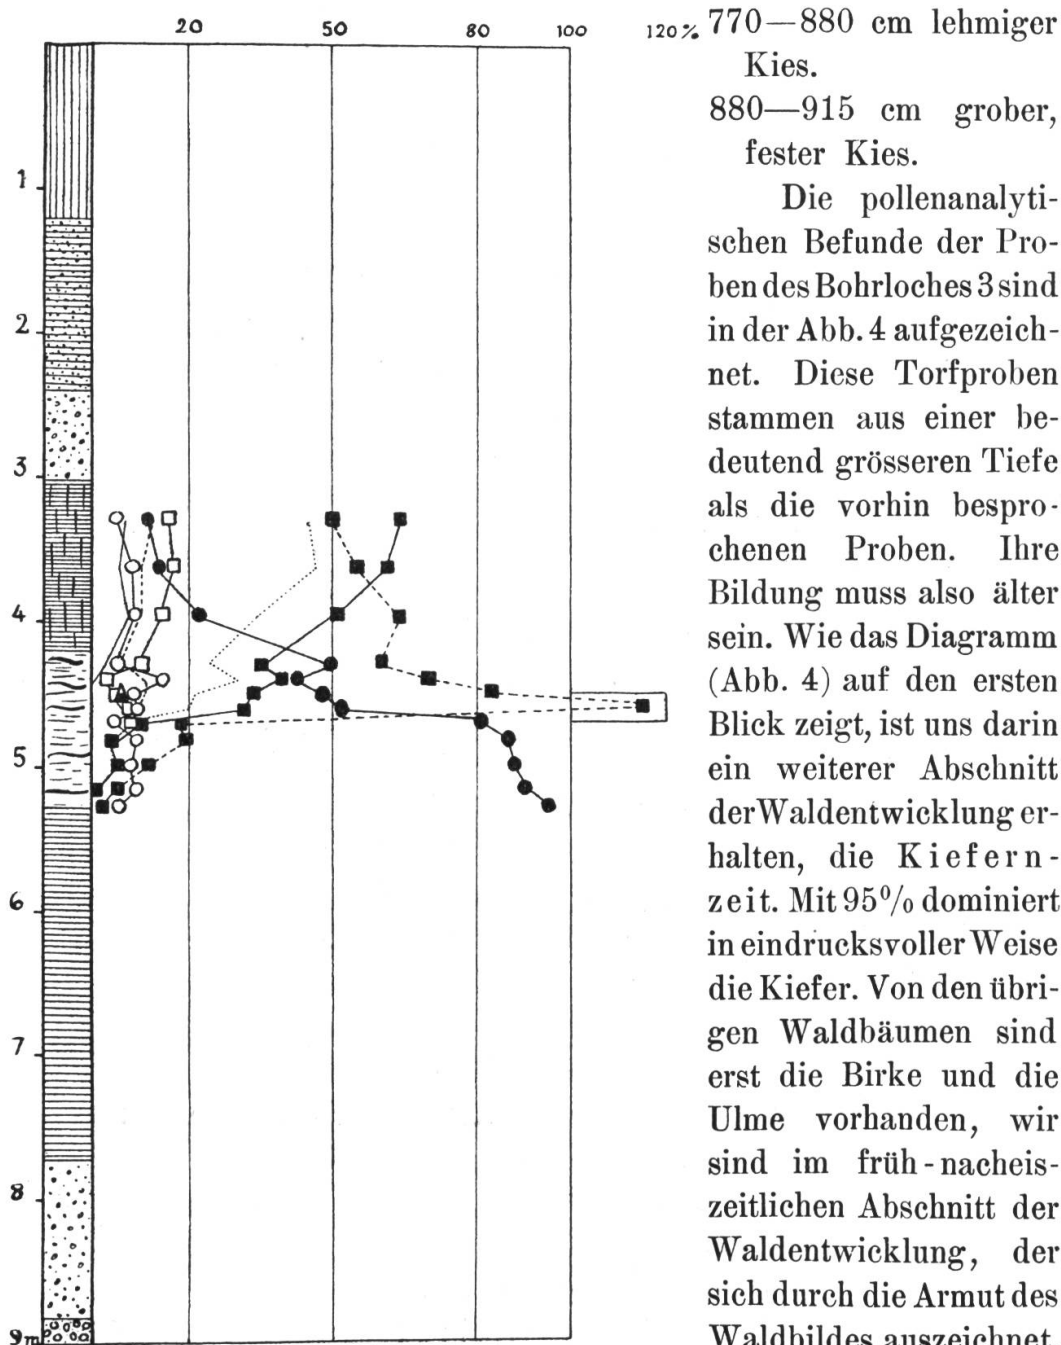 20 50 80 100 120%
1
2
3
4
5
6
7
8
9m
770—880 cm lehmiger
Kies.
880—915 cm grober,
fester Kies.
Die pollenanalyti-
schen Befunde der Pro-
ben des Bohrloches 3 sind
in der Abb. 4 aufgezeich-
net. Diese Torfproben
stammen aus einer be-
deutend grösseren Tiefe
als die vorhin bespro-
chenen Proben. Ihre
Bildung muss also älter
sein. Wie das Diagramm
(Abb. 4) auf den ersten
Blick zeigt, ist uns darin
ein weiterer Abschnitt
der Waldentwicklung er-
halten, die Kiefern-
zeit. Mit 95% dominiert
in eindrucksvoller Weise
die Kiefer. Von den übri-
gen Waldbäumen sind
erst die Birke und die
Ulme vorhanden, wir
sind im früh-nacheis-
zeitlichen Abschnitt der
Waldentwicklung, der
sich durch die Armut des
Waldbildes auszeichnet.